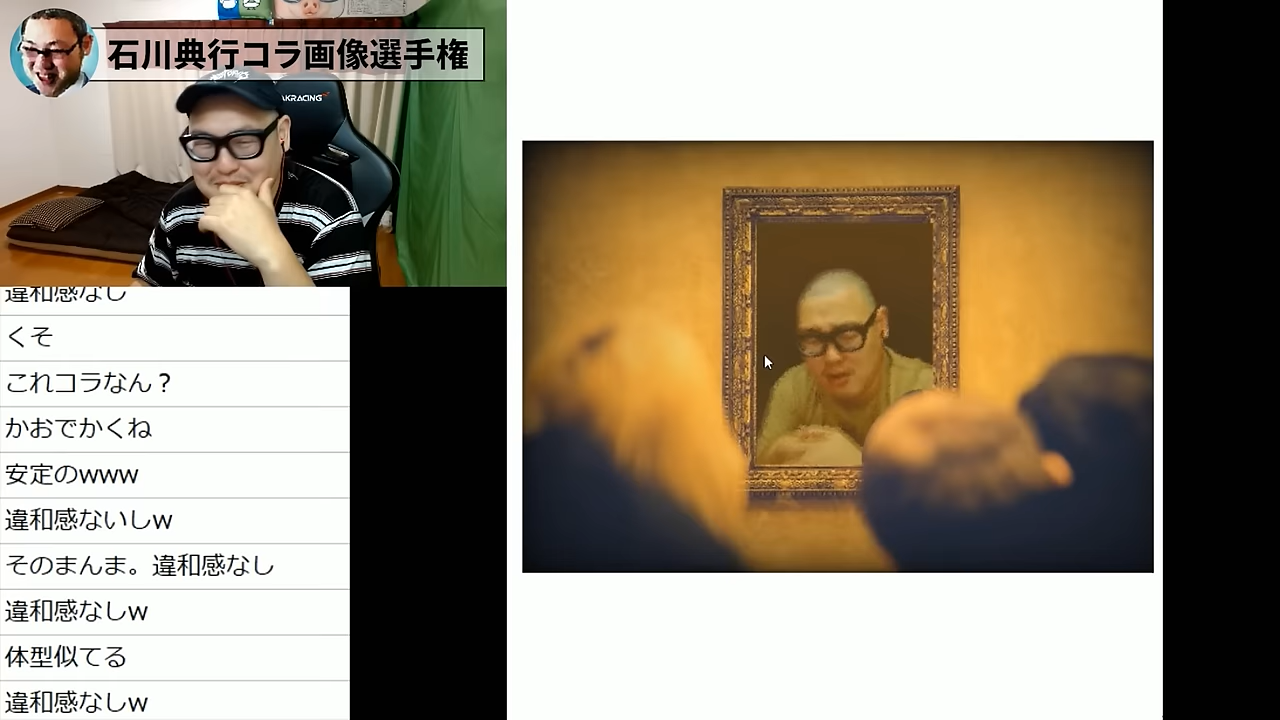 石川典行コラ画像選手権
AKRACING
違和感なし
くそ
これコラなん？
かおでかくね
安定のwww
違和感ないしw
そのまんま。違和感なし
違和感なしw
体型似てる
違和感なしw